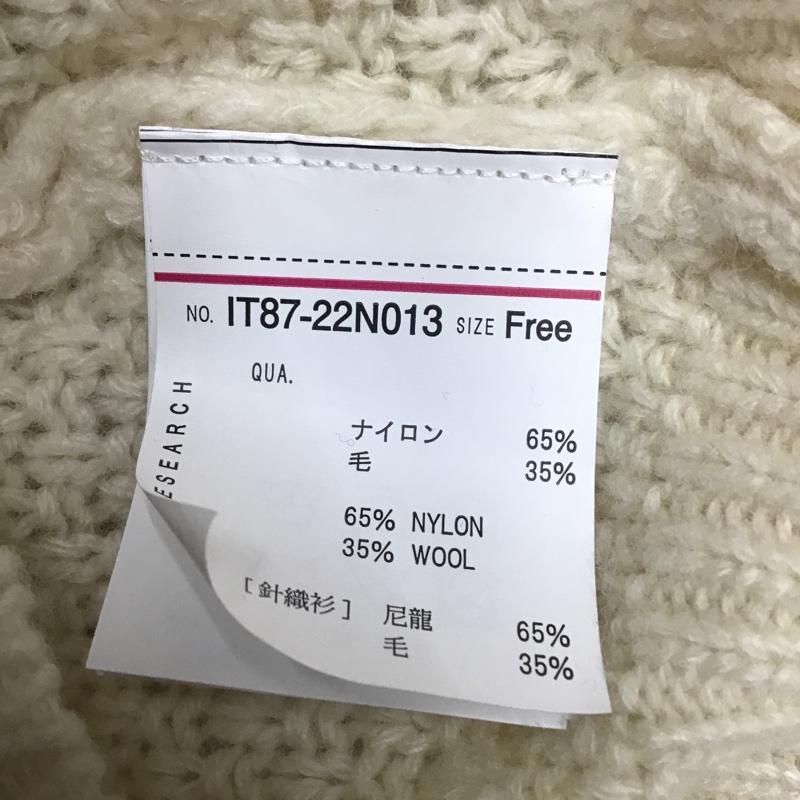 NO. IT87-22N013 SIZE Free
QUA.
ナイロン 65%
毛 35%
65% NYLON
35% WOOL
[針織衫] 尼龍 65%
毛 35%